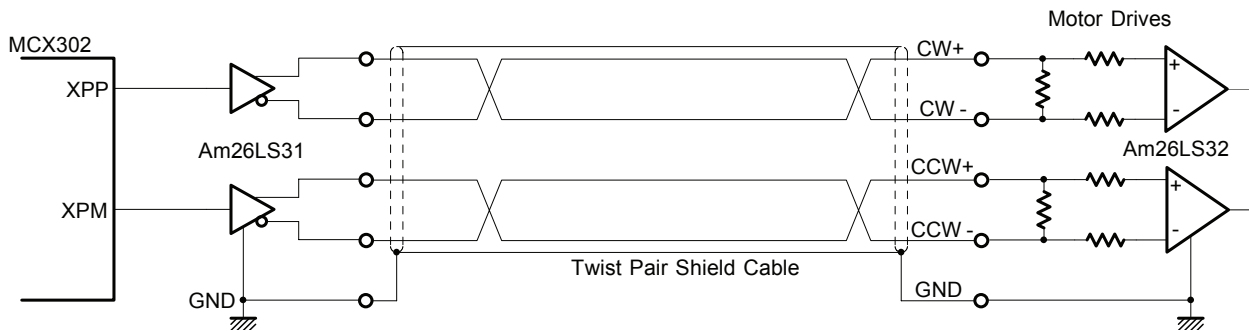 Motor Drives
MCX302
CW+
+
XPP
CW -
-
Am26LS31
Am26LS32
CCW+
+
XPM
CCW -
-
Twist Pair Shield Cable
GND
GND